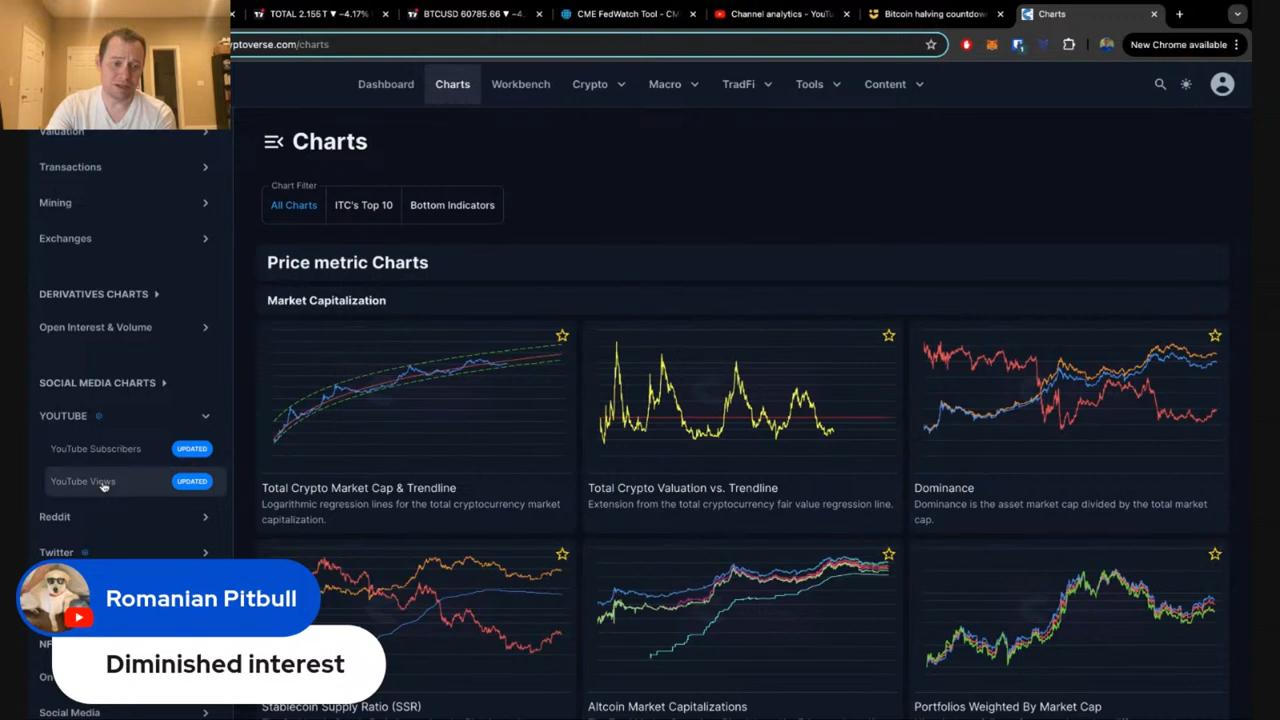 TOTAL 2.155T ▼ -4.17%
BTCUSD 60785.66 ▼ -4.
CME FedWatch Tool - CM
Channel analytics - YouTu
Bitcoin halving countdow
Charts
yptoverse.com/charts
New Chrome available
Dashboard
Charts
Workbench
Crypto
Macro
TradFi
Tools
Content
Valuation
Transactions
Mining
Exchanges
DERIVATIVES CHARTS
Open Interest & Volume
SOCIAL MEDIA CHARTS
YOUTUBE
YouTube Subscribers UPDATED
YouTube Views UPDATED
Reddit
Twitter
NF
On
Social Media
Charts
Chart Filter
All Charts
ITC's Top 10
Bottom Indicators
Price metric Charts
Market Capitalization
Total Crypto Market Cap & Trendline
Logarithmic regression lines for the total cryptocurrency market
capitalization.
Total Crypto Valuation vs. Trendline
Extension from the total cryptocurrency fair value regression line.
Dominance
Dominance is the asset market cap divided by the total market
cap.
Stablecoin Supply Ratio (SSR)
Altcoin Market Capitalizations
Portfolios Weighted By Market Cap
Romanian Pitbull
Diminished interest